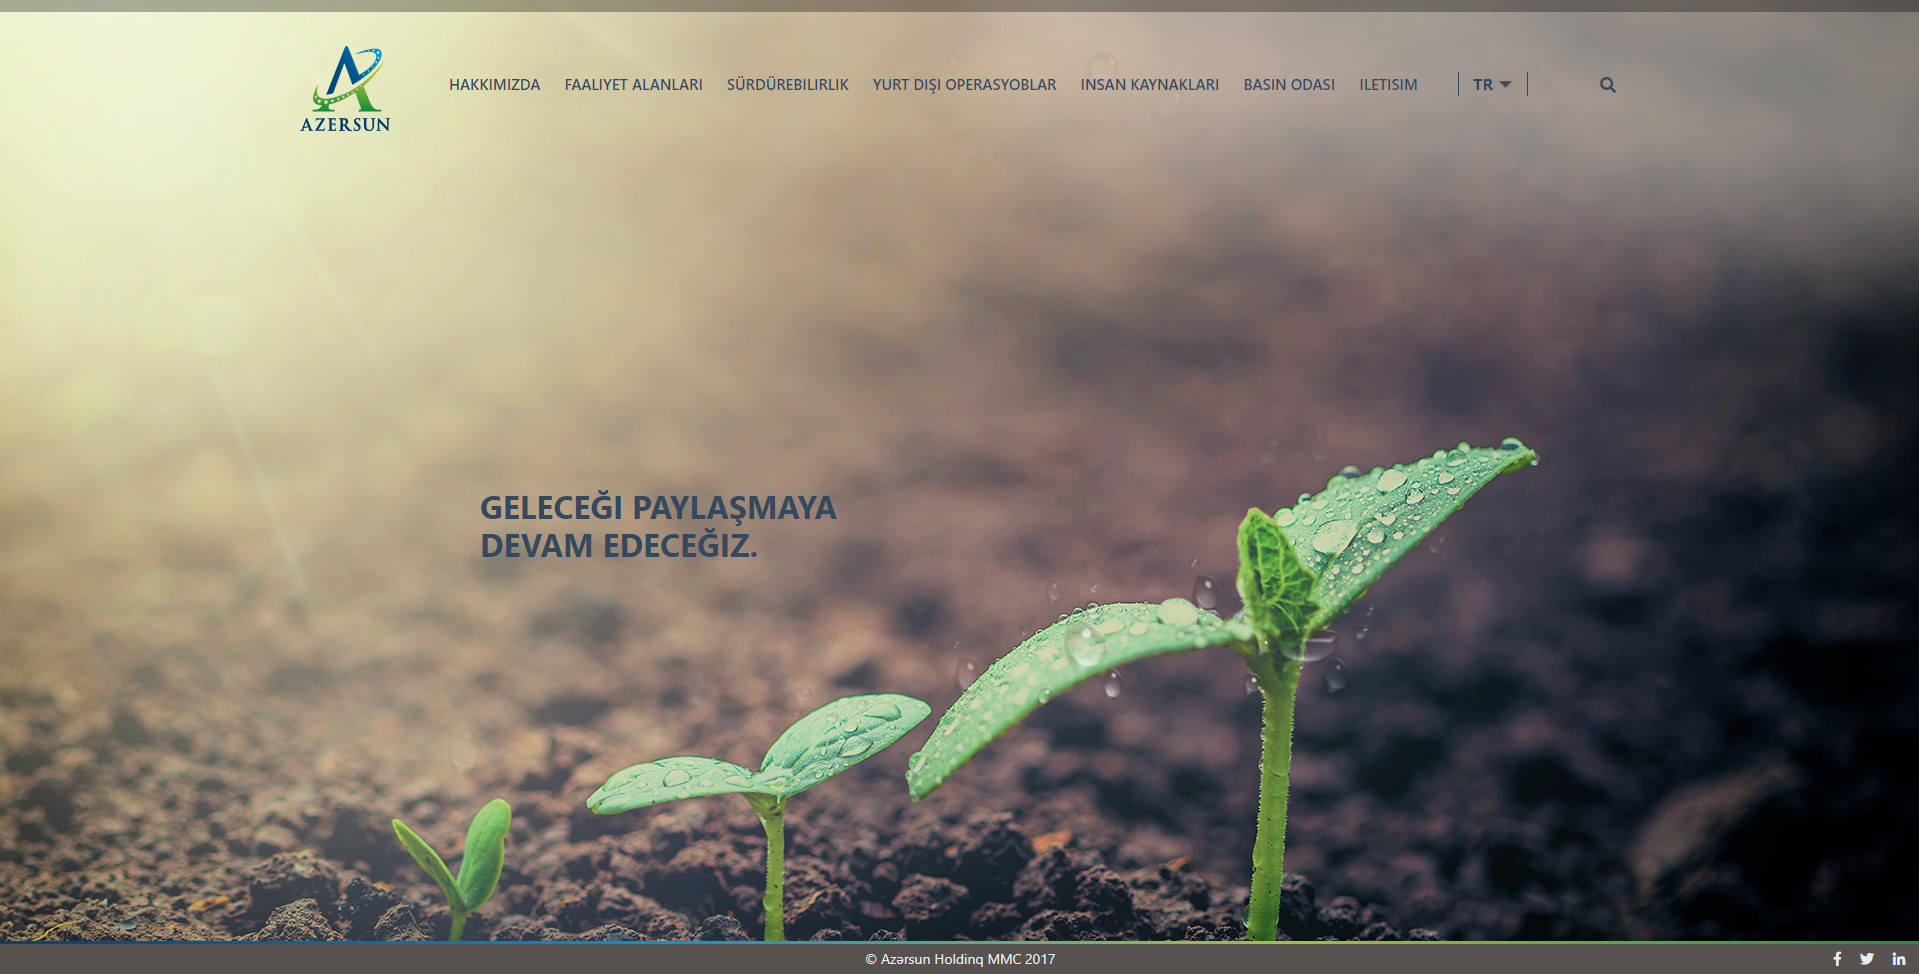 AZERSUN
HAKKIMIZDA
FAALIYET ALANLARI
SÜRDÜREBILIRLIK
YURT DIŞI OPERASYOBLAR
INSAN KAYNAKLARI
BASIN ODASI
ILETISIM
TR
GELECEĞI PAYLAŞMAYA
DEVAM EDECEĞIZ.
© Azərsun Holdinq MMC 2017